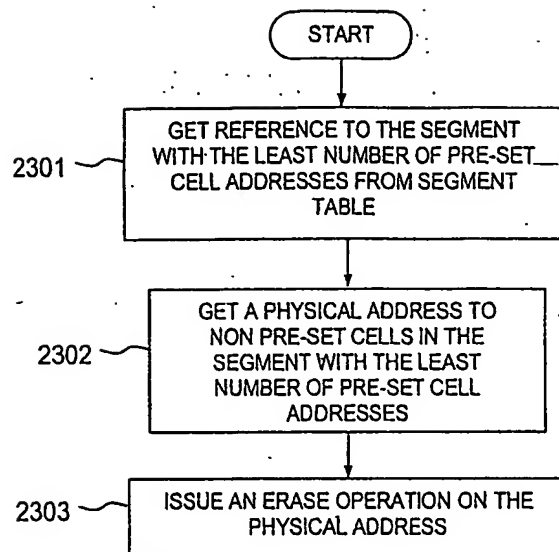 START
2301
GET REFERENCE TO THE SEGMENT
WITH THE LEAST NUMBER OF PRE-SET
CELL ADDRESSES FROM SEGMENT
TABLE
2302
GET A PHYSICAL ADDRESS TO
NON PRE-SET CELLS IN THE
SEGMENT WITH THE LEAST
NUMBER OF PRE-SET CELL
ADDRESSES
2303
ISSUE AN ERASE OPERATION ON THE
PHYSICAL ADDRESS